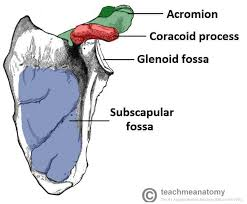 Acromion
Coracoid process
Glenoid fossa
Subscapular
fossa
© teachmeanatomy